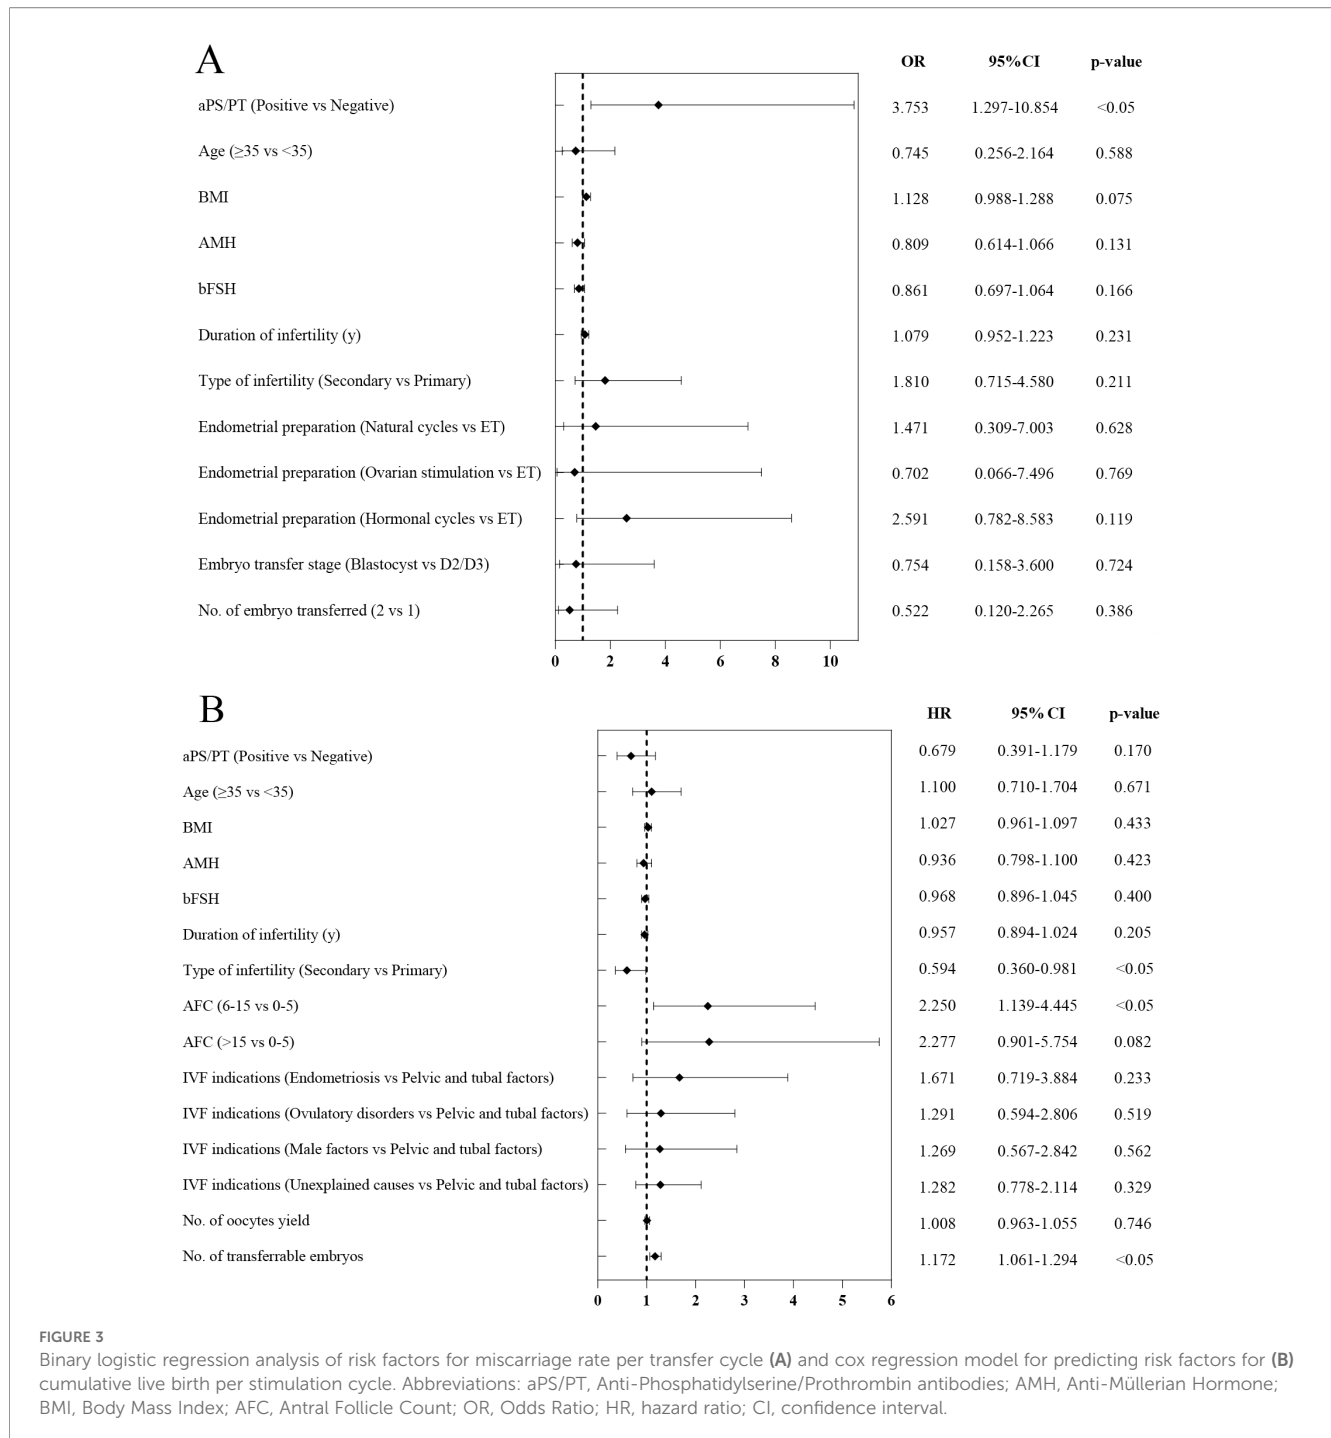 A
OR 95%CI p-value
aPS/PT (Positive vs Negative) 3.753 1.297-10.854 <0.05
Age (≥35 vs <35) 0.745 0.256-2.164 0.588
BMI 1.128 0.988-1.288 0.075
AMH 0.809 0.614-1.066 0.131
bFSH 0.861 0.697-1.064 0.166
Duration of infertility (y) 1.079 0.952-1.223 0.231
Type of infertility (Secondary vs Primary) 1.810 0.715-4.580 0.211
Endometrial preparation (Natural cycles vs ET) 1.471 0.309-7.003 0.628
Endometrial preparation (Ovarian stimulation vs ET) 0.702 0.066-7.496 0.769
Endometrial preparation (Hormonal cycles vs ET) 2.591 0.782-8.583 0.119
Embryo transfer stage (Blastocyst vs D2/D3) 0.754 0.158-3.600 0.724
No. of embryo transferred (2 vs 1) 0.522 0.120-2.265 0.386
0 2 4 6 8 10
B
HR 95% CI p-value
aPS/PT (Positive vs Negative) 0.679 0.391-1.179 0.170
Age (≥35 vs <35) 1.100 0.710-1.704 0.671
BMI 1.027 0.961-1.097 0.433
AMH 0.936 0.798-1.100 0.423
bFSH 0.968 0.896-1.045 0.400
Duration of infertility (y) 0.957 0.894-1.024 0.205
Type of infertility (Secondary vs Primary) 0.594 0.360-0.981 <0.05
AFC (6-15 vs 0-5) 2.250 1.139-4.445 <0.05
AFC (>15 vs 0-5) 2.277 0.901-5.754 0.082
IVF indications (Endometriosis vs Pelvic and tubal factors) 1.671 0.719-3.884 0.233
IVF indications (Ovulatory disorders vs Pelvic and tubal factors) 1.291 0.594-2.806 0.519
IVF indications (Male factors vs Pelvic and tubal factors) 1.269 0.567-2.842 0.562
IVF indications (Unexplained causes vs Pelvic and tubal factors) 1.282 0.778-2.114 0.329
No. of oocytes yield 1.008 0.963-1.055 0.746
No. of transferrable embryos 1.172 1.061-1.294 <0.05
0 1 2 3 4 5 6
FIGURE 3
Binary logistic regression analysis of risk factors for miscarriage rate per transfer cycle (A) and cox regression model for predicting risk factors for (B)
cumulative live birth per stimulation cycle. Abbreviations: aPS/PT, Anti-Phosphatidylserine/Prothrombin antibodies; AMH, Anti-Müllerian Hormone;
BMI, Body Mass Index; AFC, Antral Follicle Count; OR, Odds Ratio; HR, hazard ratio; CI, confidence interval.